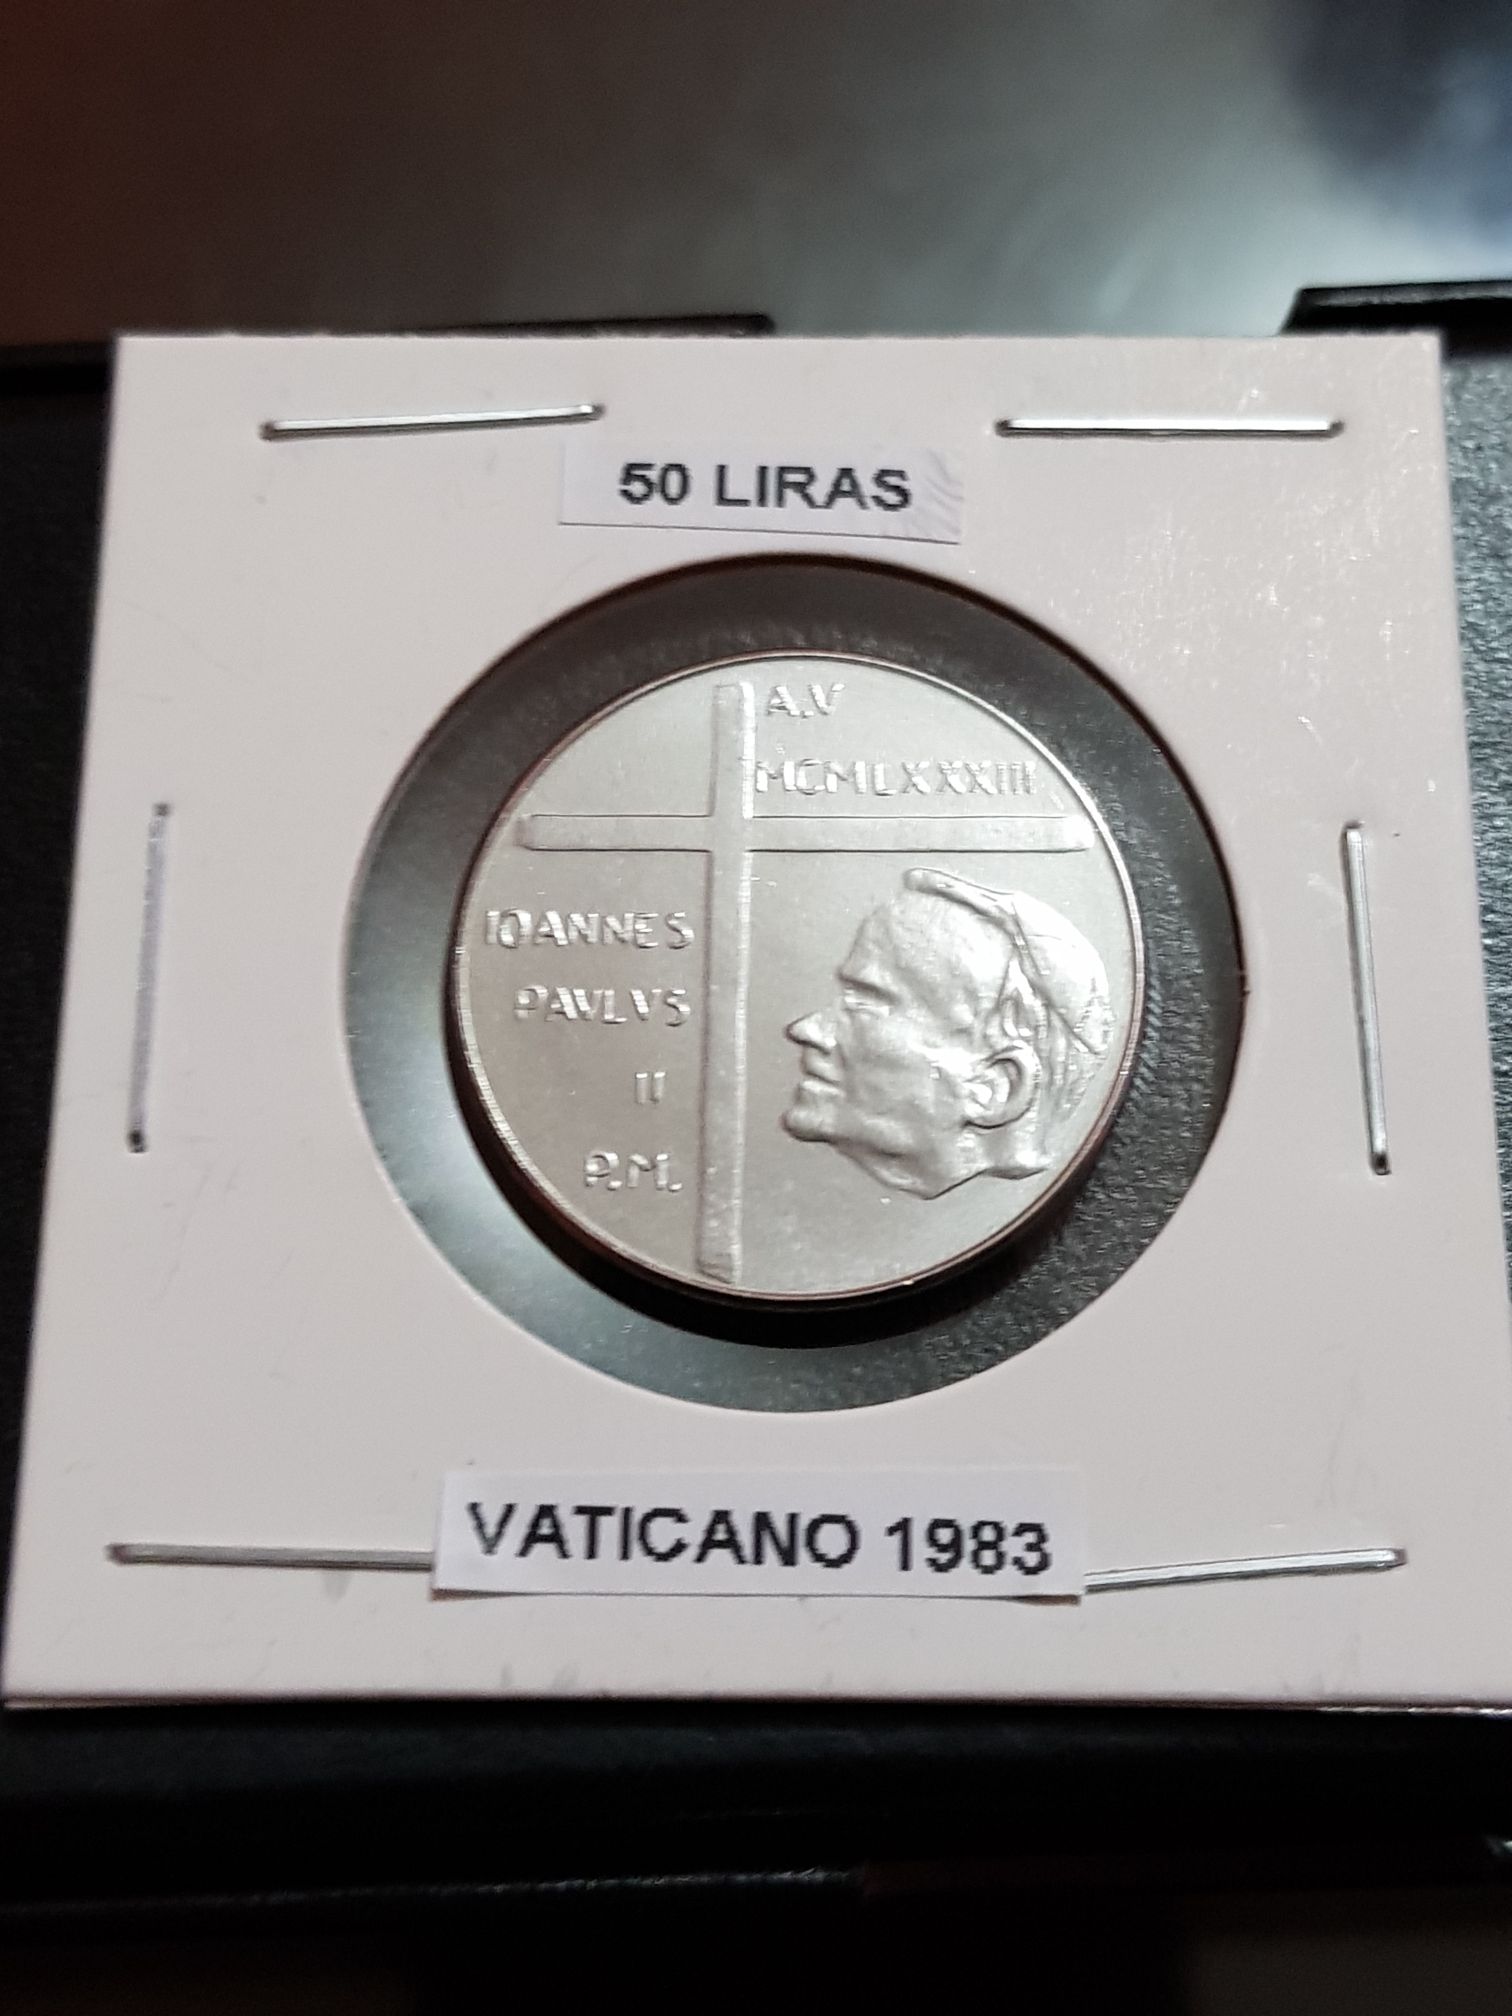 50 LIRAS
A.V
MCMLXXXIII
IOANNES
PAVLVS
II
P.M.
VATICANO 1983